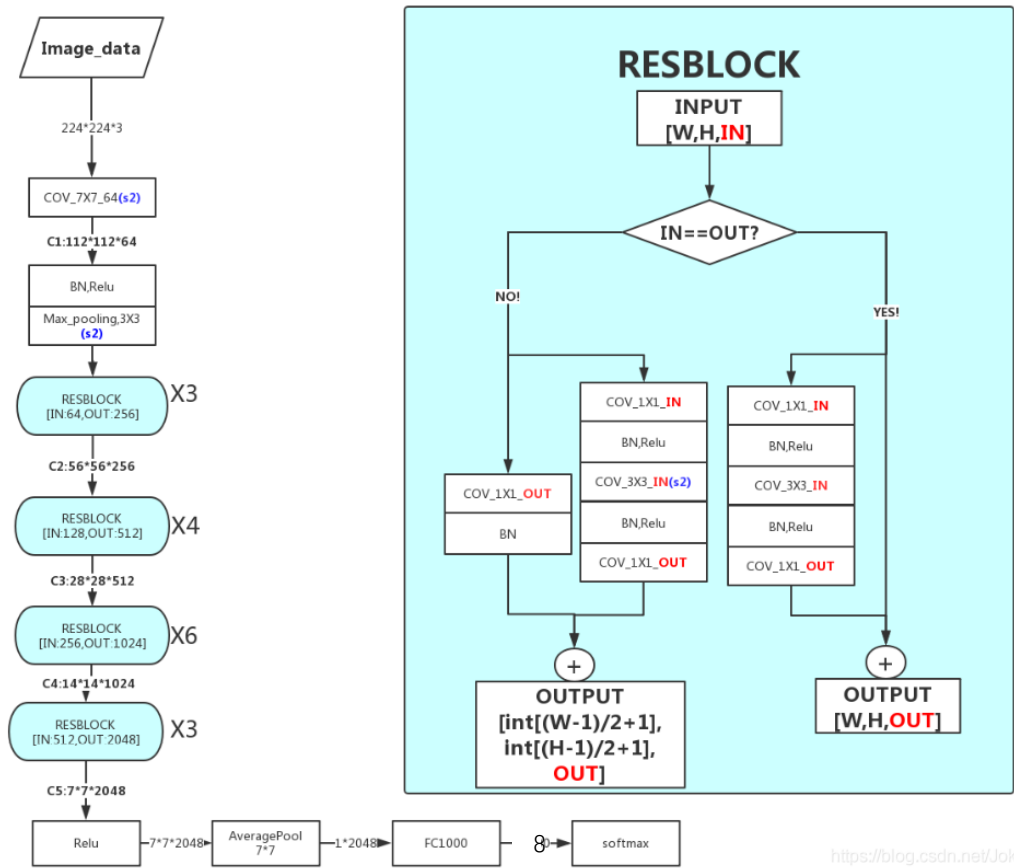 Image_data
224*224*3
COV_7X7_64(s2)
C1:112*112*64
BN,Relu
Max_pooling,3X3
(s2)
RESBLOCK
[IN:64,OUT:256]
X3
C2:56*56*256
RESBLOCK
[IN:128,OUT:512]
X4
C3:28*28*512
RESBLOCK
[IN:256,OUT:1024]
X6
C4:14*14*1024
RESBLOCK
[IN:512,OUT:2048]
X3
C5:7*7*2048
Relu
7*7*2048
AveragePool
7*7
1*2048
FC1000
8
softmax
RESBLOCK
INPUT
[W,H,IN]
IN==OUT?
NO!
YES!
COV_1X1_OUT
BN
COV_1X1_IN
BN,Relu
COV_3X3_IN(s2)
BN,Relu
COV_1X1_OUT
COV_1X1_IN
BN,Relu
COV_3X3_IN
BN,Relu
COV_1X1_OUT
+
OUTPUT
[int[(W-1)/2+1],
int[(H-1)/2+1],
OUT]
+
OUTPUT
[W,H,OUT]
https://blog.csdn.net/Jol